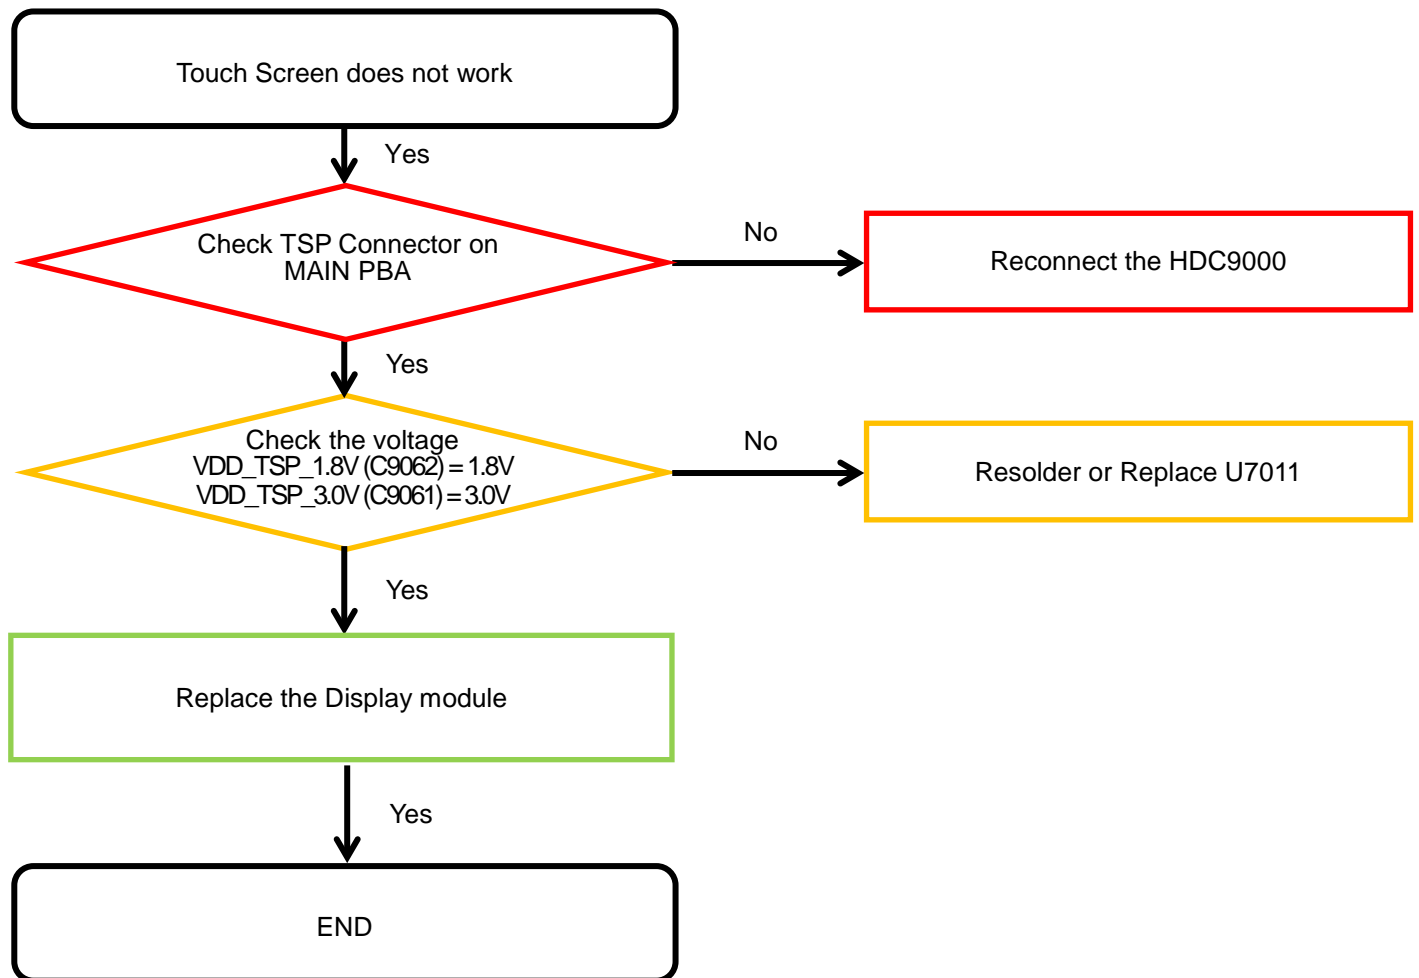 Touch Screen does not work
Yes
Check TSP Connector on
MAIN PBA
No
Reconnect the HDC9000
Yes
Check the voltage
VDD_TSP_1.8V (C9062) = 1.8V
VDD_TSP_3.0V (C9061) = 3.0V
No
Resolder or Replace U7011
Yes
Replace the Display module
Yes
END